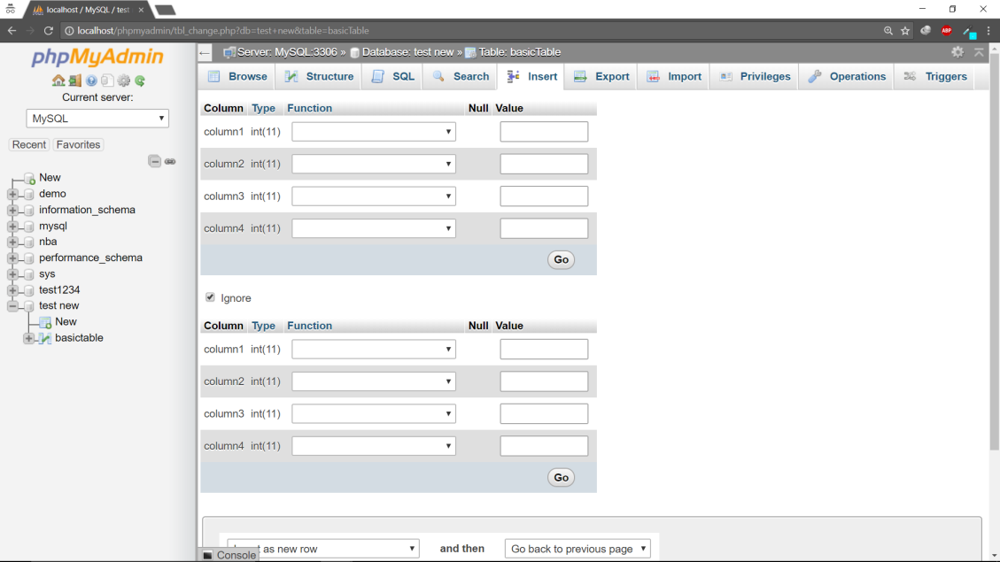 localhost / MySQL / test
localhost/phpmyadmin/tbl_change.php?db=test+new&table=basicTable
ABP
phpMyAdmin
Current server:
MySQL
Recent Favorites
New
demo
information_schema
mysql
nba
performance_schema
sys
test1234
test new
New
basictable
Server: MySQL:3306 » Database: test new » Table: basicTable
Browse Structure SQL Search Insert Export Import Privileges Operations Triggers
Column Type Function Null Value
column1 int(11)
column2 int(11)
column3 int(11)
column4 int(11)
Go
Ignore
Column Type Function Null Value
column1 int(11)
column2 int(11)
column3 int(11)
column4 int(11)
Go
as new row and then Go back to previous page
Console